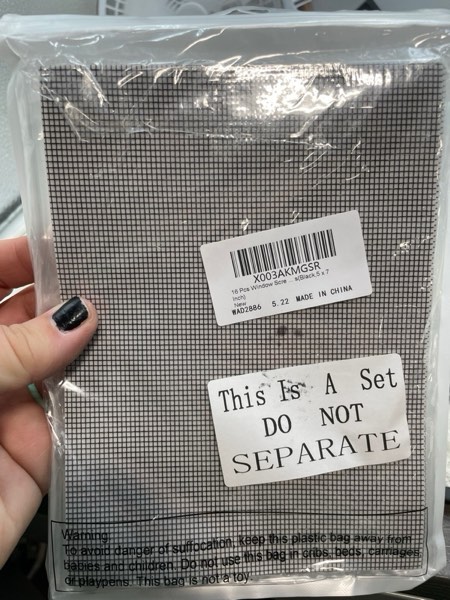 X003AKMGSR
16 Pcs Window Scre ... s(Black,5 x 7
Inch)
New
WAD2886 5.22 MADE IN CHINA
This Is A Set
DO NOT
SEPARATE
Warning:
To avoid danger of suffocation, keep this plastic bag away from
babies and children. Do not use this bag in cribs, beds, carriages
or playpens. This bag is not a toy.